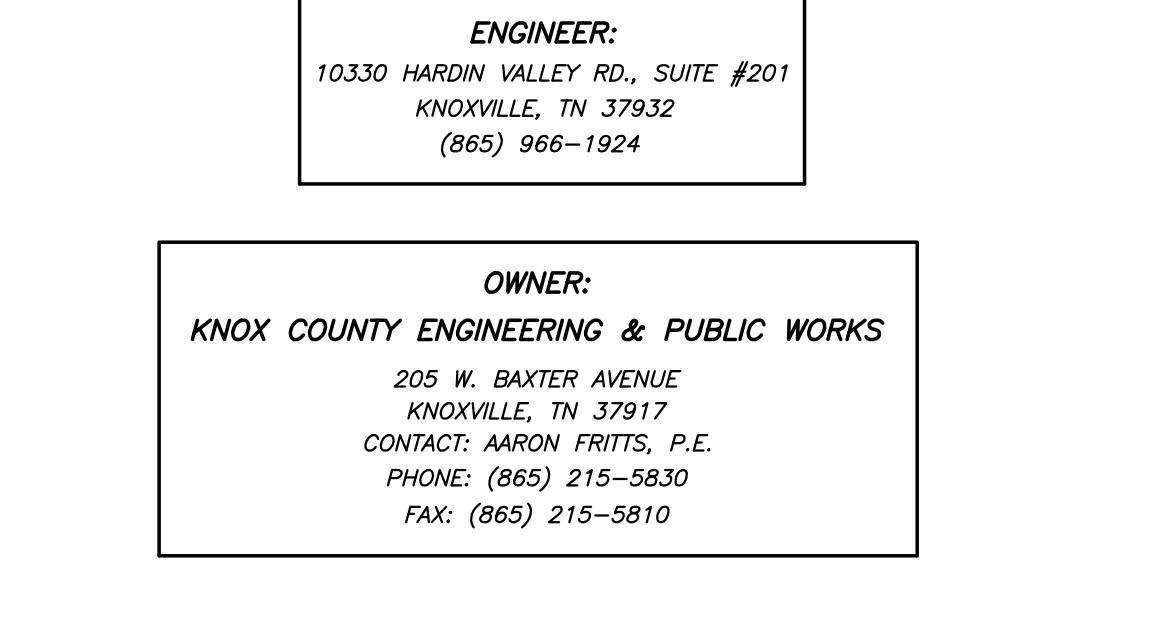 ENGINEER:
10330 HARDIN VALLEY RD., SUITE #201
KNOXVILLE, TN 37932
(865) 966-1924
OWNER:
KNOX COUNTY ENGINEERING & PUBLIC WORKS
205 W. BAXTER AVENUE
KNOXVILLE, TN 37917
CONTACT: AARON FRITTS, P.E.
PHONE: (865) 215-5830
FAX: (865) 215-5810